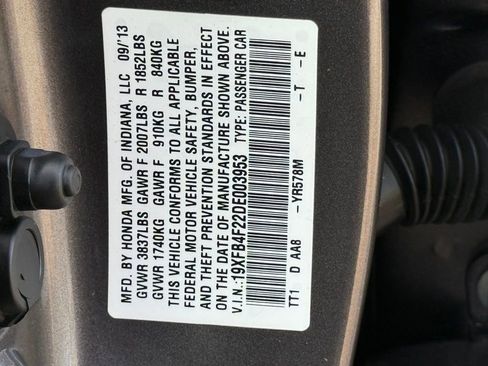 MFD. BY HONDA MFG. OF INDIANA, LLC 09/'13
GVWR 3837LBS GAWR F 2007LBS R 1852LBS
GVWR 1740KG GAWR F 910KG R 840KG
THIS VEHICLE CONFORMS TO ALL APPLICABLE
FEDERAL MOTOR VEHICLE SAFETY, BUMPER,
AND THEFT PREVENTION STANDARDS IN EFFECT
ON THE DATE OF MANUFACTURE SHOWN ABOVE.
V.I.N.:19XFB4F22DE003953 TYPE: PASSENGER CAR
-YR578M -T -E
TT1 D AA8